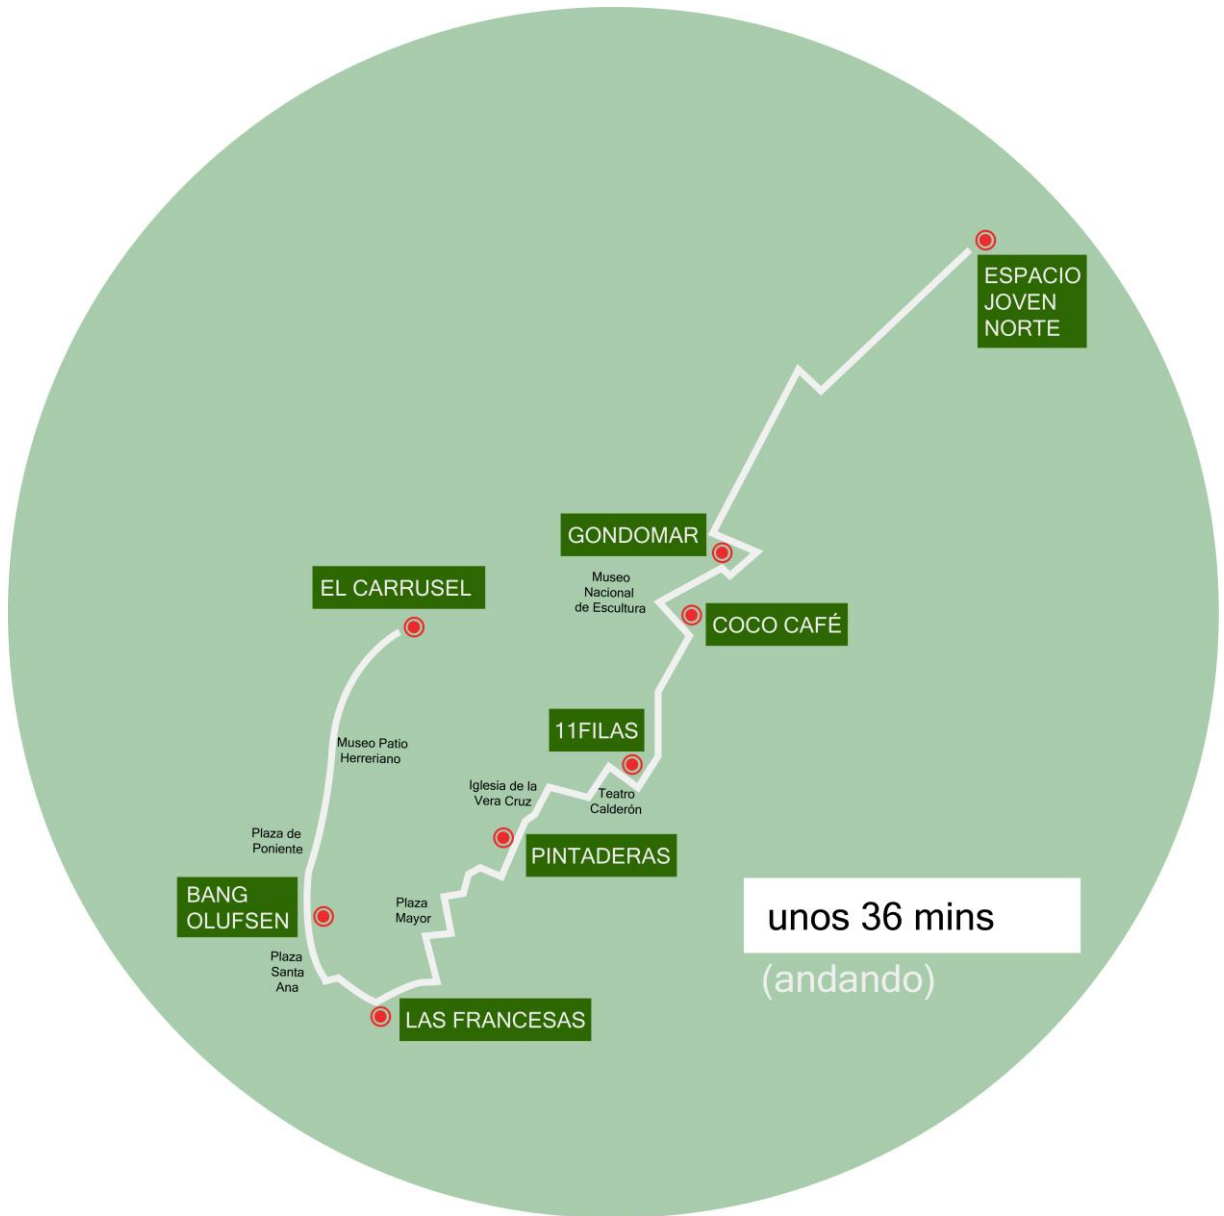 ESPACIO
JOVEN
NORTE
GONDOMAR
Museo
Nacional
de Escultura
EL CARRUSEL
COCO CAFÉ
11FILAS
Museo Patio
Herreriano
Iglesia de la
Vera Cruz
Teatro
Calderón
Plaza de
Poniente
PINTADERAS
BANG
OLUFSEN
Plaza
Mayor
unos 36 mins
(andando)
Plaza
Santa
Ana
LAS FRANCESAS